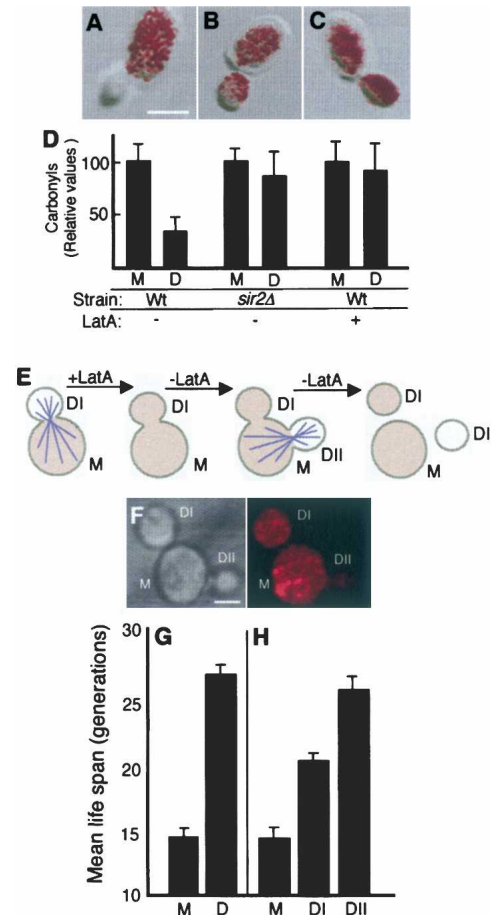 A B C
D
Carbonyls
(Relative values )
100
50
M D M D M D
Strain: Wt sir2Δ Wt
LatA: - - +
E +LatA -LatA -LatA
DI DI DI DI
M M M DII M DI
F DI DI
M DII M DII
G H
Mean life span (generations)
30
25
20
15
10
M D M DI DII